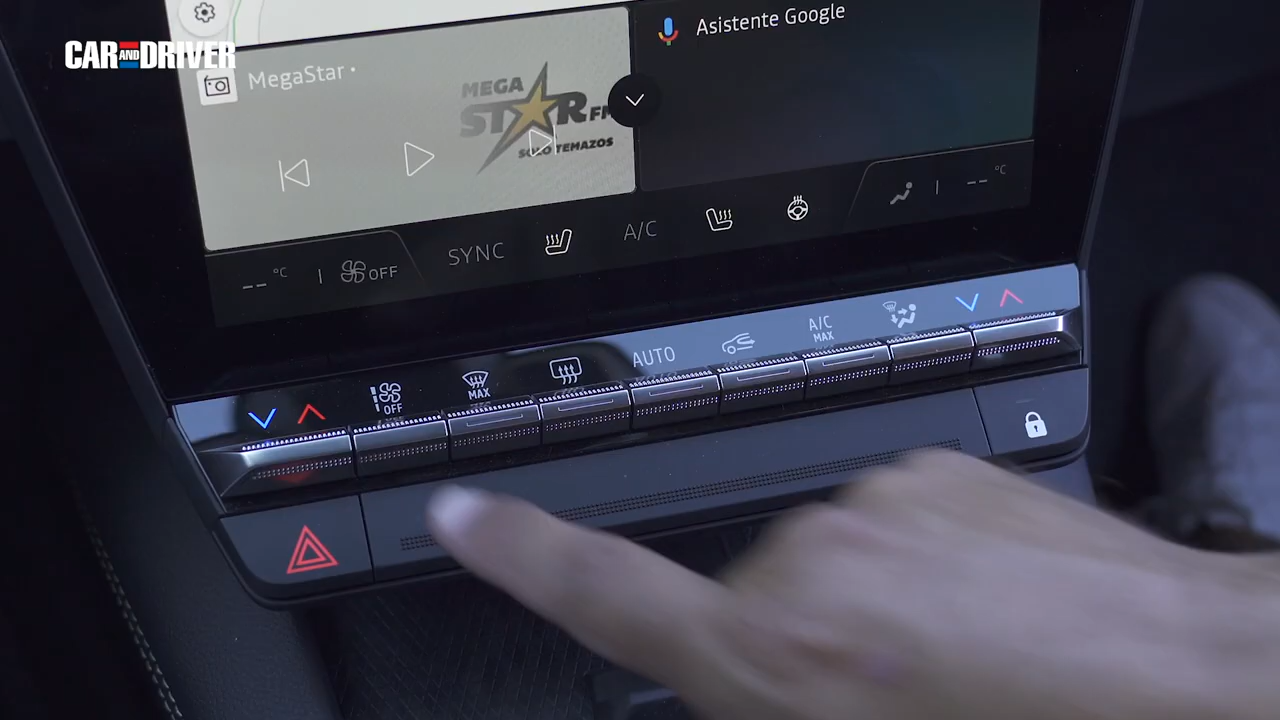 CAR AND DRIVER
MegaStar •
MEGA
STAR FM
SOLO TEMAZOS
Asistente Google
-- °C | OFF
SYNC
A/C
| -- °C
OFF
MAX
AUTO
A/C
MAX